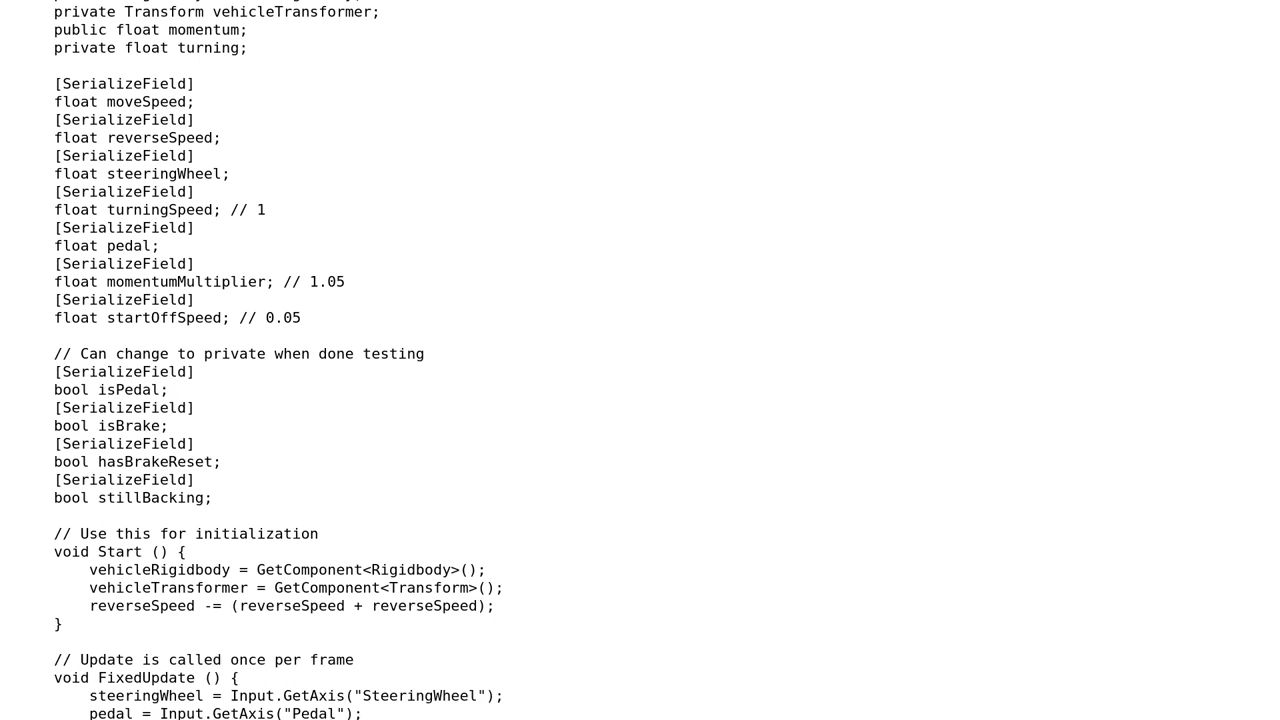 private Transform vehicleTransformer;
public float momentum;
private float turning;
[SerializeField]
float moveSpeed;
[SerializeField]
float reverseSpeed;
[SerializeField]
float steeringWheel;
[SerializeField]
float turningSpeed; // 1
[SerializeField]
float pedal;
[SerializeField]
float momentumMultiplier; // 1.05
[SerializeField]
float startOffSpeed; // 0.05
// Can change to private when done testing
[SerializeField]
bool isPedal;
[SerializeField]
bool isBrake;
[SerializeField]
bool hasBrakeReset;
[SerializeField]
bool stillBacking;
// Use this for initialization
void Start () {
vehicleRigidbody = GetComponent<Rigidbody>();
vehicleTransformer = GetComponent<Transform>();
reverseSpeed -= (reverseSpeed + reverseSpeed);
}
// Update is called once per frame
void FixedUpdate () {
steeringWheel = Input.GetAxis("SteeringWheel");
pedal = Input.GetAxis("Pedal");